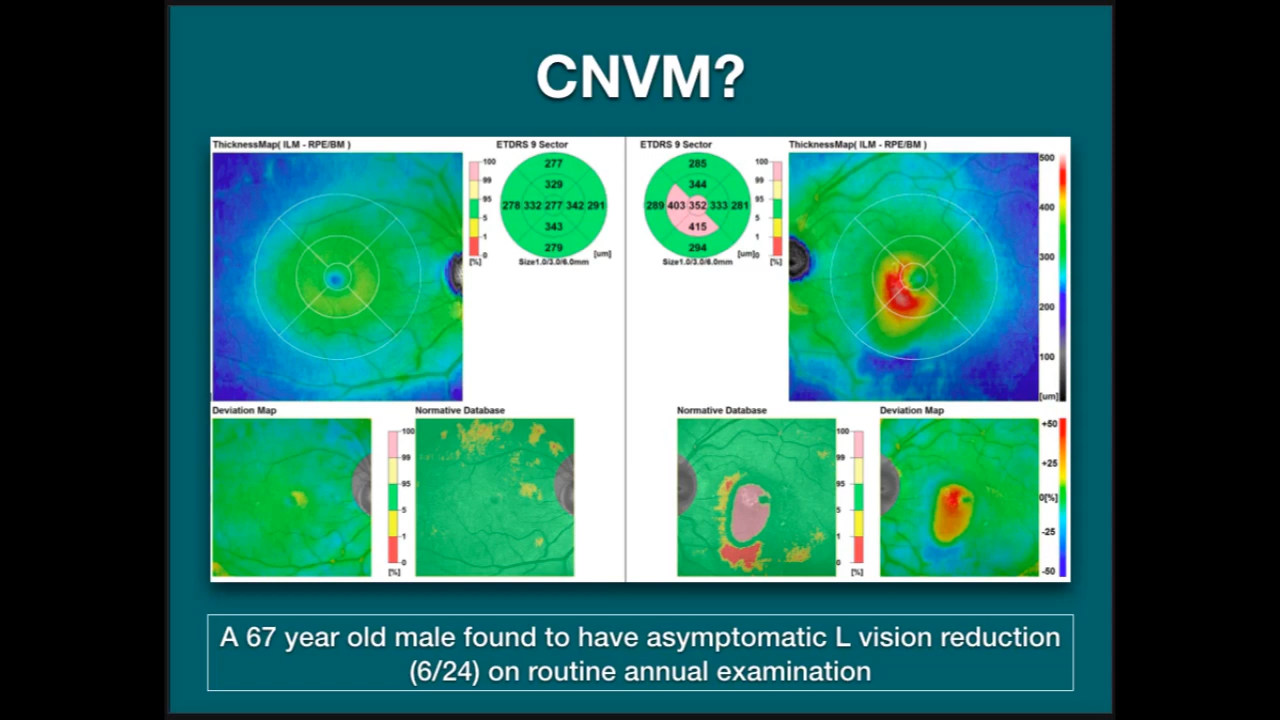 CNVM?
ThicknessMap( ILM - RPE/BM )
ETDRS 9 Sector
100
99
95
5
1
0
[%]
277
329
278 332 277 342 291
343
279
[um]
Size1.0/3.0/6.0mm
ETDRS 9 Sector
285
344
289 403 352 333 281
415
294
[um]
Size1.0/3.0/6.0mm
100
99
95
5
1
0
[%]
ThicknessMap( ILM - RPE/BM )
500
400
300
200
100
[um]
Deviation Map
Normative Database
100
99
95
5
1
0
[%]
Normative Database
100
99
95
5
1
0
[%]
Deviation Map
+50
+25
0[%]
-25
-50
A 67 year old male found to have asymptomatic L vision reduction
(6/24) on routine annual examination